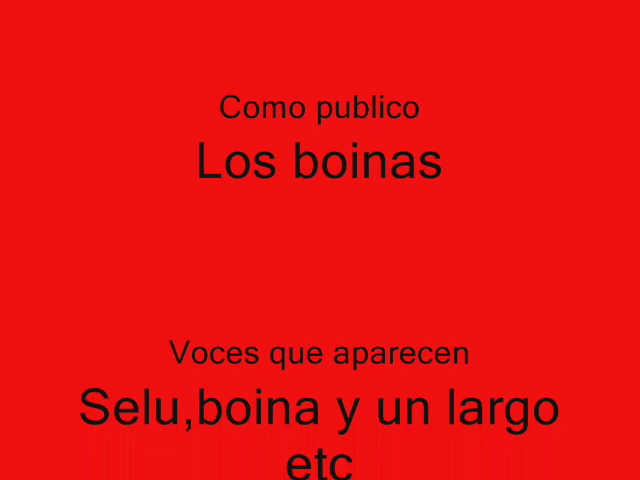 Como publico
Los boinas
Voces que aparecen
Selu,boina y un largo
etc